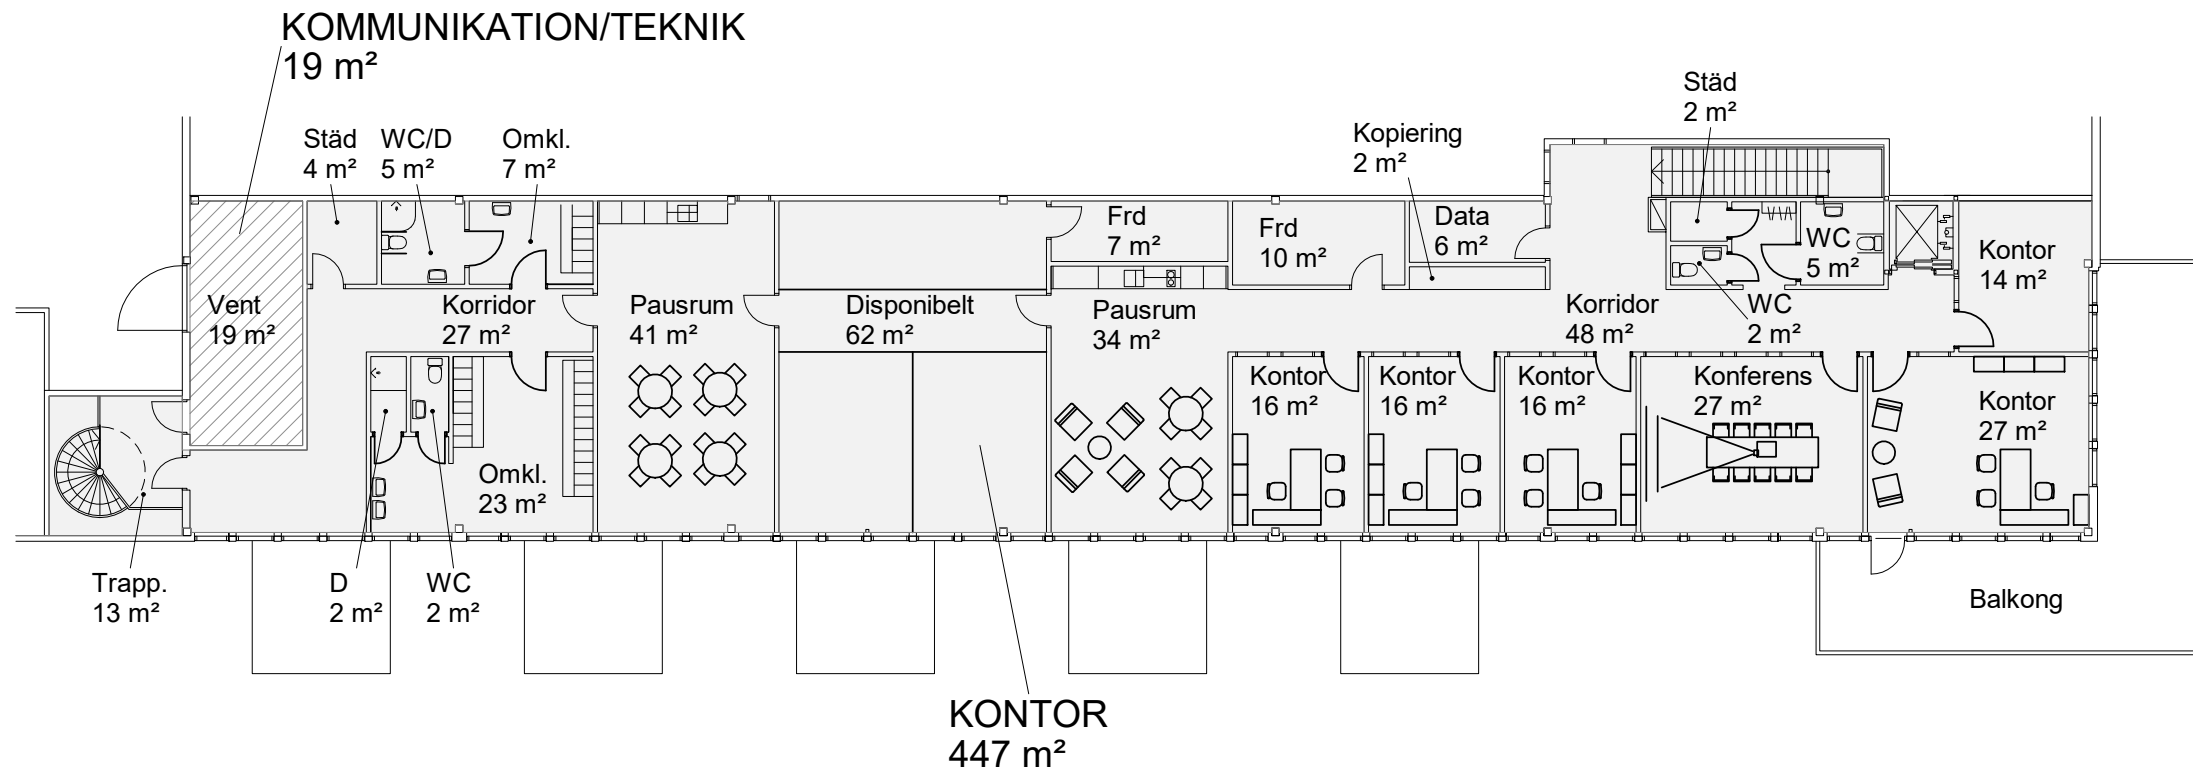 KOMMUNIKATION/TEKNIK
19 m²
Städ
2 m²
Städ
4 m²
WC/D
5 m²
Omkl.
7 m²
Kopiering
2 m²
Frd
7 m²
Frd
10 m²
Data
6 m²
WC
5 m²
Kontor
14 m²
Vent
19 m²
Korridor
27 m²
Pausrum
41 m²
Disponibelt
62 m²
Pausrum
34 m²
Korridor
48 m²
WC
2 m²
Kontor
16 m²
Kontor
16 m²
Kontor
16 m²
Konferens
27 m²
Kontor
27 m²
Omkl.
23 m²
Trapp.
13 m²
D
2 m²
WC
2 m²
Balkong
KONTOR
447 m²